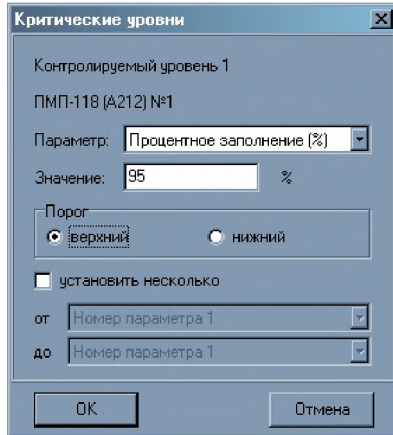 Критические уровни
Контролируемый уровень 1
ПМП-118 (А212) №1
Параметр: Процентное заполнение (%)
Значение: 95 %
Порог
верхний нижний
установить несколько
от Номер параметра 1
до Номер параметра 1
OK Отмена